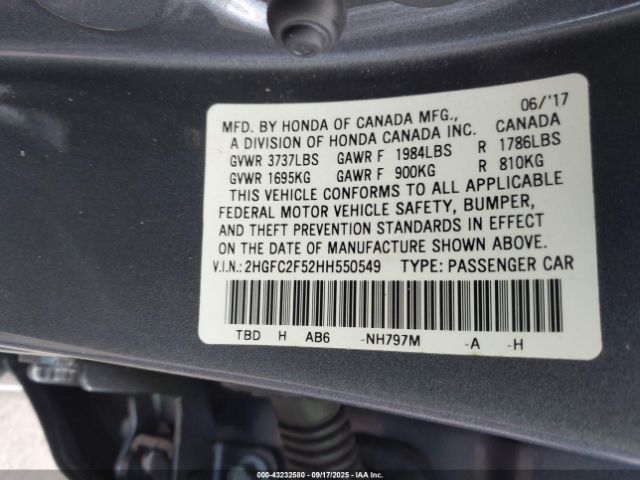 06/'17
MFD. BY HONDA OF CANADA MFG., CANADA
A DIVISION OF HONDA CANADA INC.
GVWR 3737LBS GAWR F 1984LBS R 1786LBS
GVWR 1695KG GAWR F 900KG R 810KG
THIS VEHICLE CONFORMS TO ALL APPLICABLE
FEDERAL MOTOR VEHICLE SAFETY, BUMPER,
AND THEFT PREVENTION STANDARDS IN EFFECT
ON THE DATE OF MANUFACTURE SHOWN ABOVE.
V.I.N.: 2HGFC2F52HH550549 TYPE: PASSENGER CAR
TBD H AB6 -NH797M -A -H
000-43232580 - 09/17/2025 - IAA Inc.